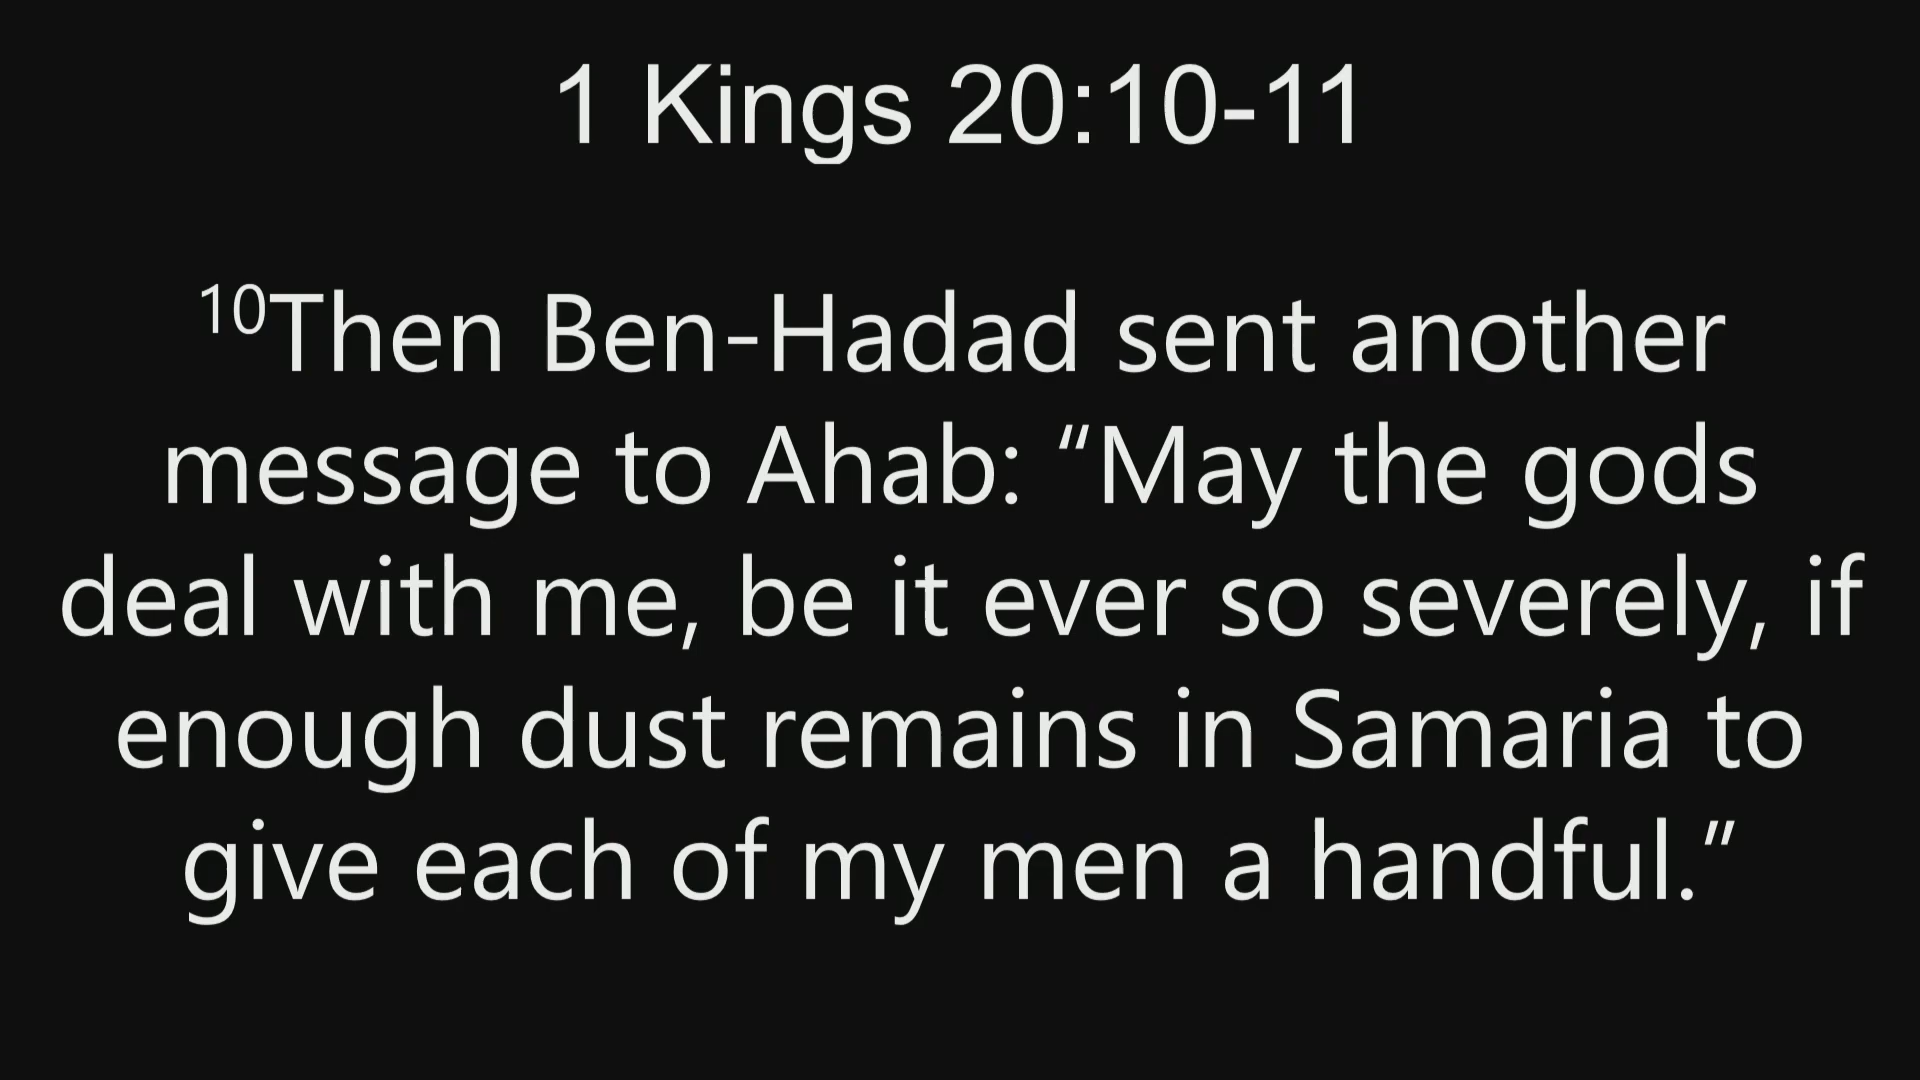 1 Kings 20:10-11
¹⁰Then Ben-Hadad sent another
message to Ahab: “May the gods
deal with me, be it ever so severely, if
enough dust remains in Samaria to
give each of my men a handful.”